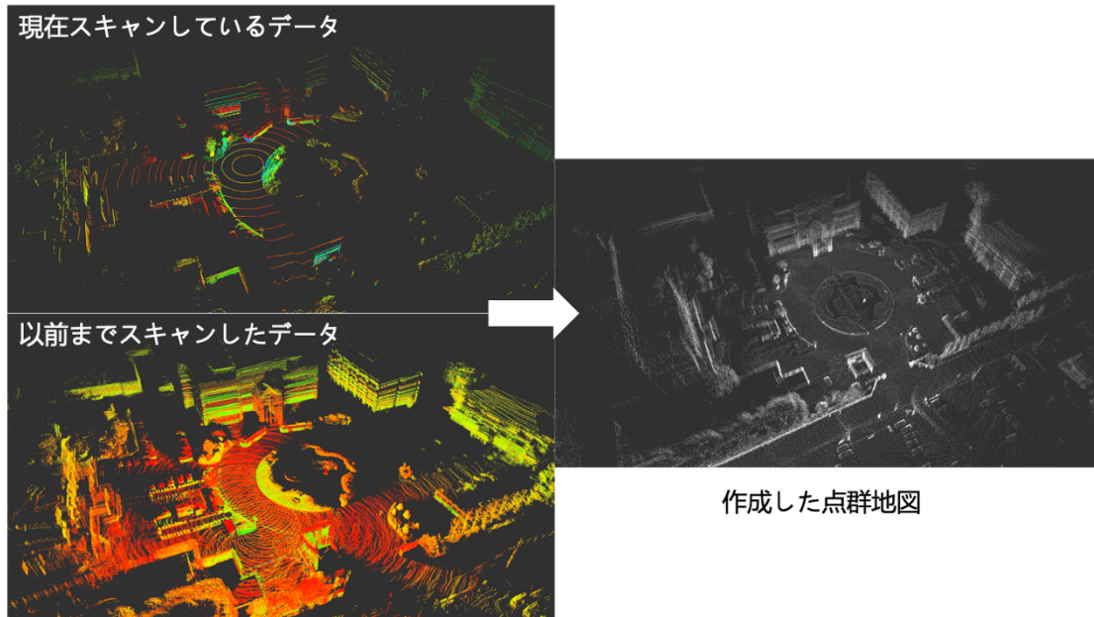 現在スキャンしているデータ
以前までスキャンしたデータ
作成した点群地図